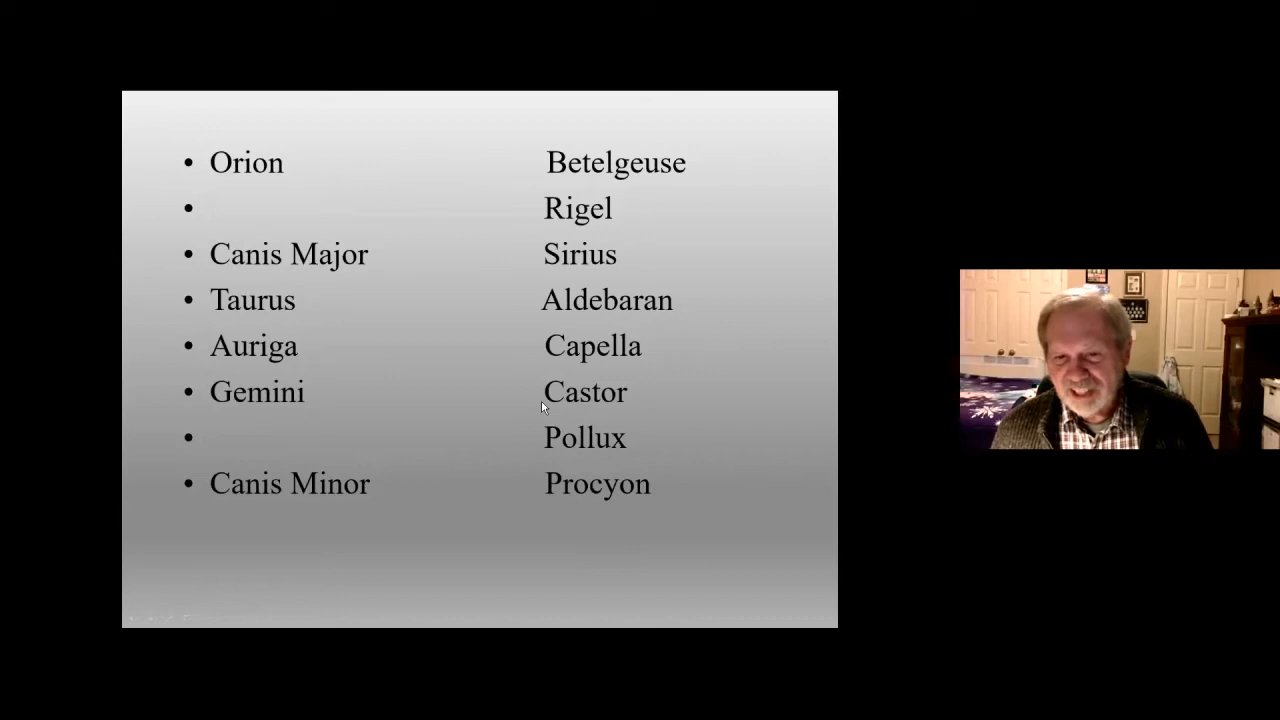 • Orion Betelgeuse
• Rigel
• Canis Major Sirius
• Taurus Aldebaran
• Auriga Capella
• Gemini Castor
• Pollux
• Canis Minor Procyon